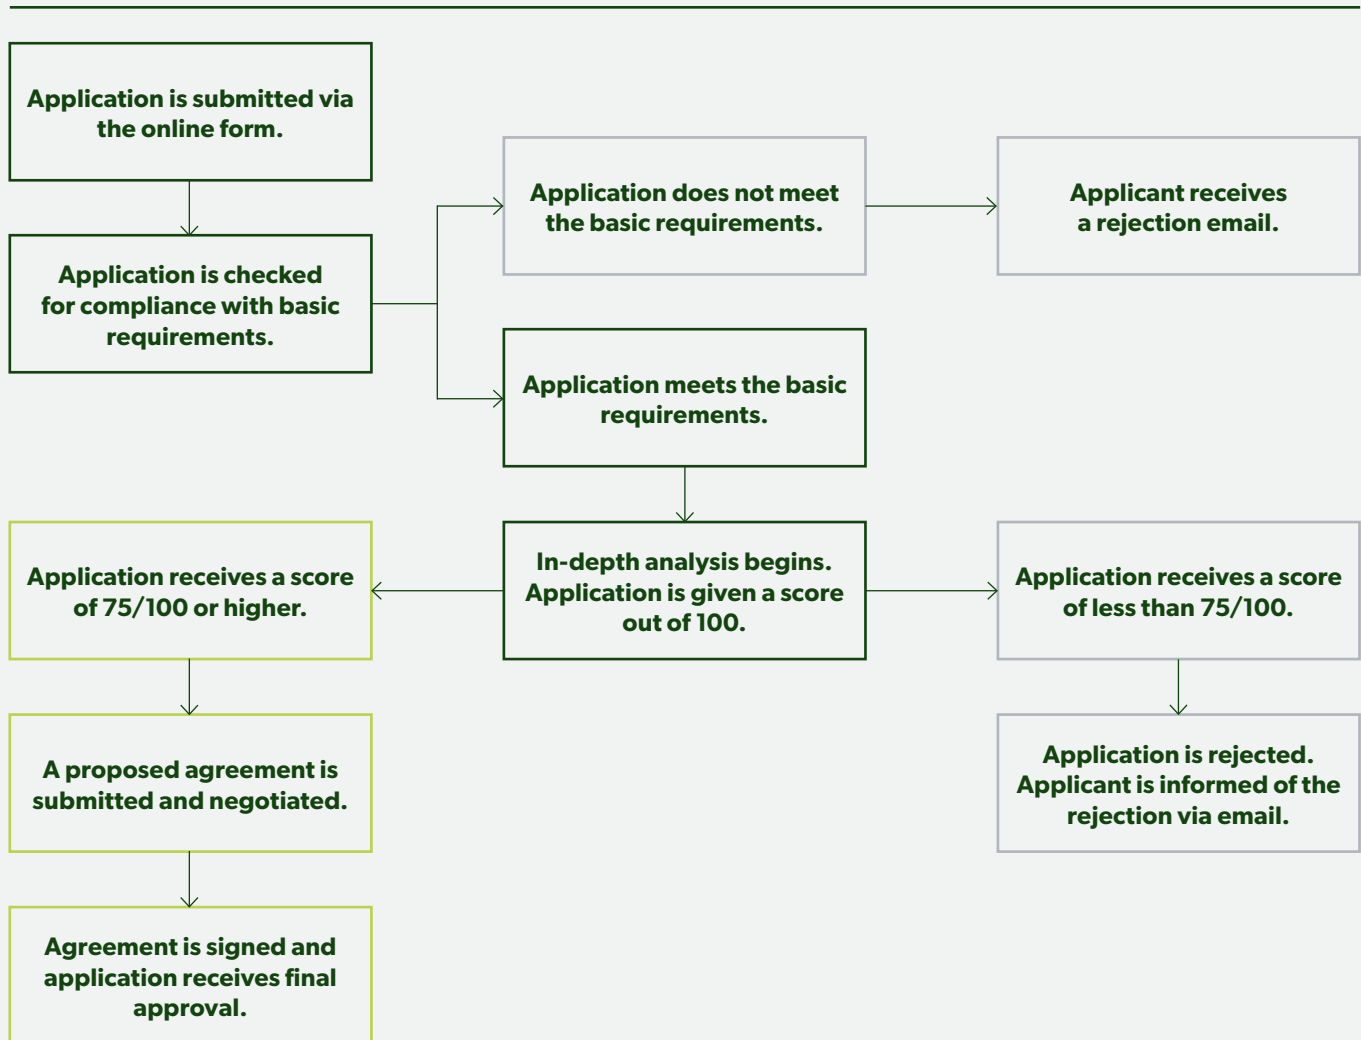 Application is submitted via
the online form.
Application is checked
for compliance with basic
requirements.
Application does not meet
the basic requirements.
Applicant receives
a rejection email.
Application meets the basic
requirements.
In-depth analysis begins.
Application is given a score
out of 100.
Application receives a score
of 75/100 or higher.
Application receives a score
of less than 75/100.
A proposed agreement is
submitted and negotiated.
Application is rejected.
Applicant is informed of the
rejection via email.
Agreement is signed and
application receives final
approval.